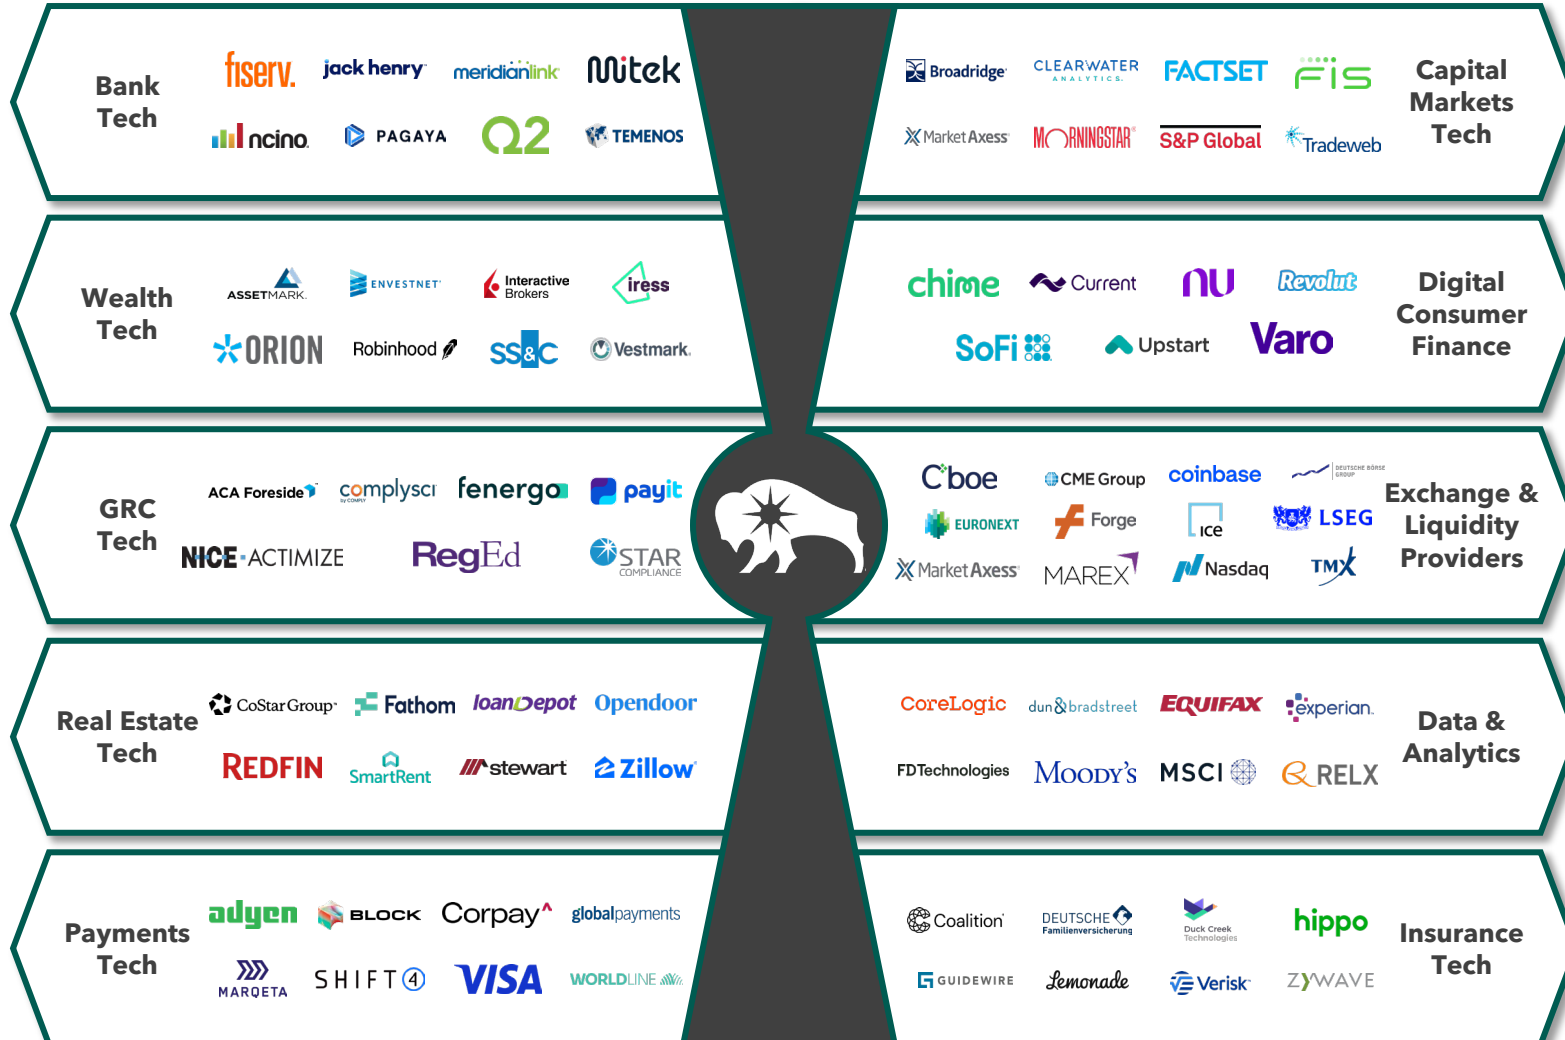 Bank
Tech
fiserv.
jack henry™
meridianlink®
Mitek
ncino.
PAGAYA
Q2
TEMENOS
Broadridge®
CLEARWATER
ANALYTICS®
FACTSET
FIS
MarketAxess®
MORNINGSTAR®
S&P Global
Tradeweb
Capital
Markets
Tech
Wealth
Tech
ASSETMARK.
ENVESTNET®
Interactive
Brokers
iress
ORION
Robinhood
SS&C
Vestmark.
chime
Current
nu
Revolut
SoFi
Upstart
Varo
Digital
Consumer
Finance
GRC
Tech
ACA Foreside
complysci
by COMPLY
fenergo
payit
NICE·ACTIMIZE
RegEd
STAR
COMPLIANCE
Cboe
CME Group
coinbase
DEUTSCHE BÖRSE
GROUP
EURONEXT
Forge
ICE
LSEG
MarketAxess®
MAREX
Nasdaq
TMX
Exchange &
Liquidity
Providers
Real Estate
Tech
CoStar Group®
Fathom
loanDepot
Opendoor
REDFIN
SmartRent
stewart
Zillow®
CoreLogic
dun & bradstreet
EQUIFAX
experian.
FDTechnologies
MOODY'S
MSCI
RELX
Data &
Analytics
Payments
Tech
adyen
BLOCK
Corpay^
globalpayments
MARQETA
SHIFT 4
VISA
WORLDLINE
Coalition®
DEUTSCHE
Familienversicherung
Duck Creek
Technologies
hippo
GUIDEWIRE
Lemonade
Verisk™
ZYWAVE
Insurance
Tech